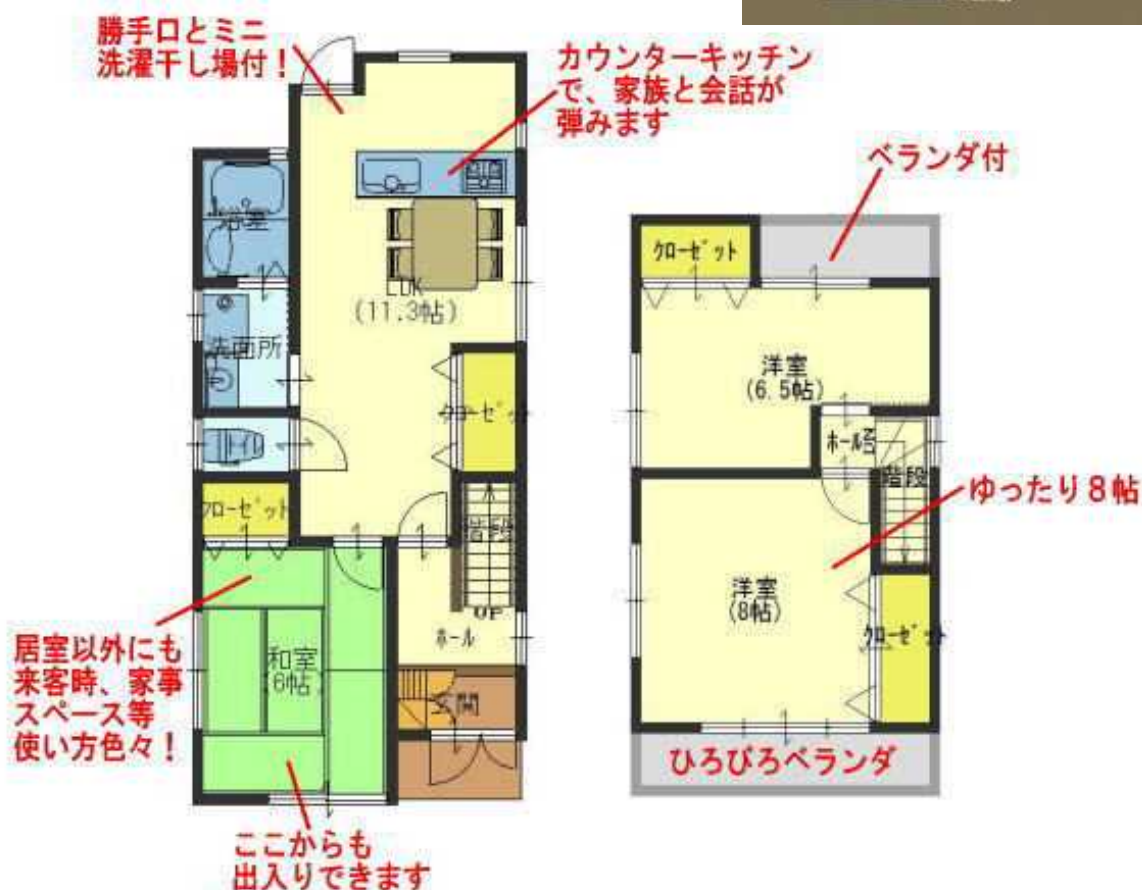 勝手口とミニ
洗濯干し場付！
カウンターキッチン
で、家族と会話が
弾みます
浴室
LDK
(11.3帖)
洗面所
クローゼット
トイレ
クローゼット
階段
UP
ホール
和室
6帖
玄関
居室以外にも
来客時、家事
スペース等
使い方色々！
ここからも
出入りできます
ベランダ付
クローゼット
洋室
(6.5帖)
ホール
階段
ゆったり８帖
洋室
(8帖)
クローゼット
ひろびろベランダ